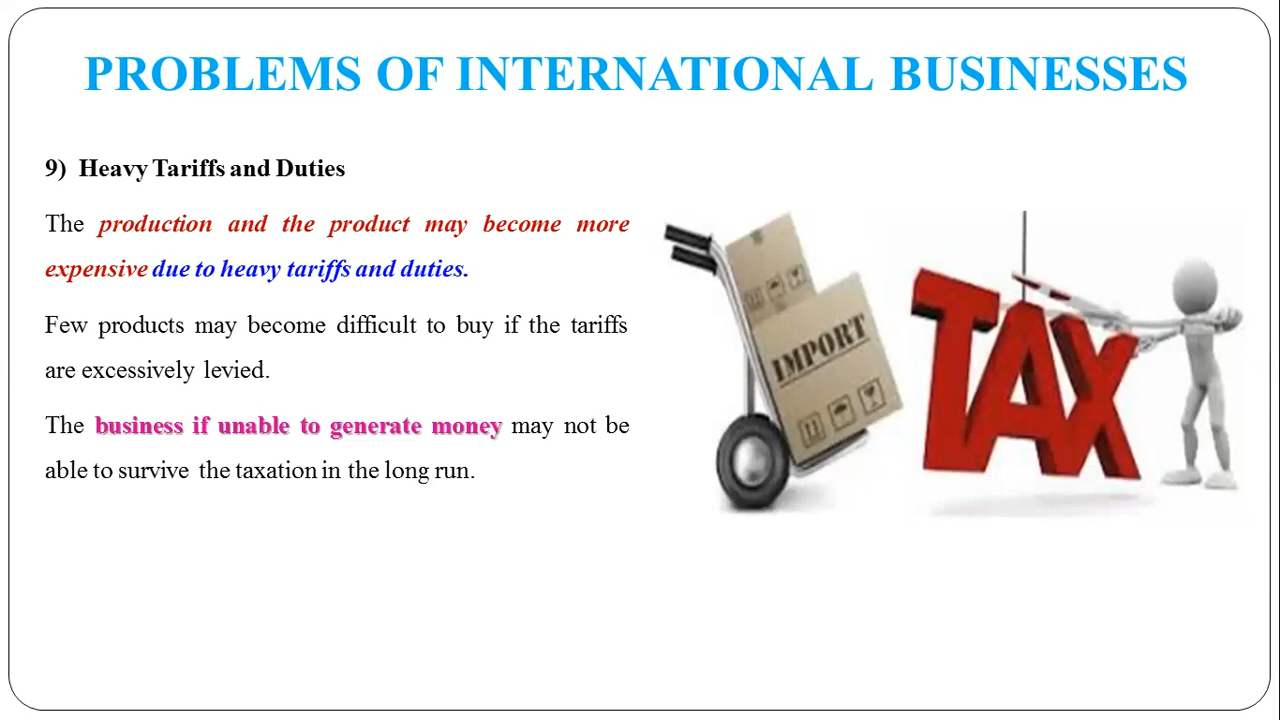 PROBLEMS OF INTERNATIONAL BUSINESSES
9) Heavy Tariffs and Duties
The production and the product may become more
expensive due to heavy tariffs and duties.
Few products may become difficult to buy if the tariffs
are excessively levied.
The business if unable to generate money may not be
able to survive the taxation in the long run.
IMPORT
TAX